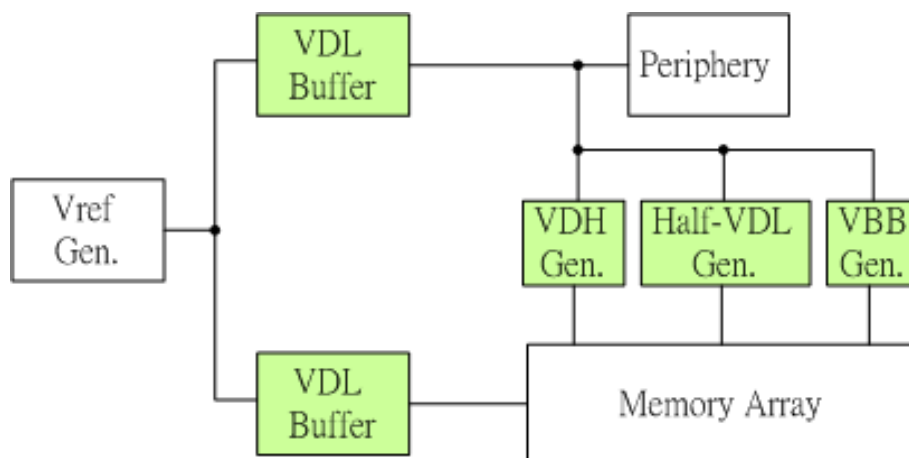 VDL
Buffer
Periphery
Vref
Gen.
VDH
Gen.
Half-VDL
Gen.
VBB
Gen.
VDL
Buffer
Memory Array